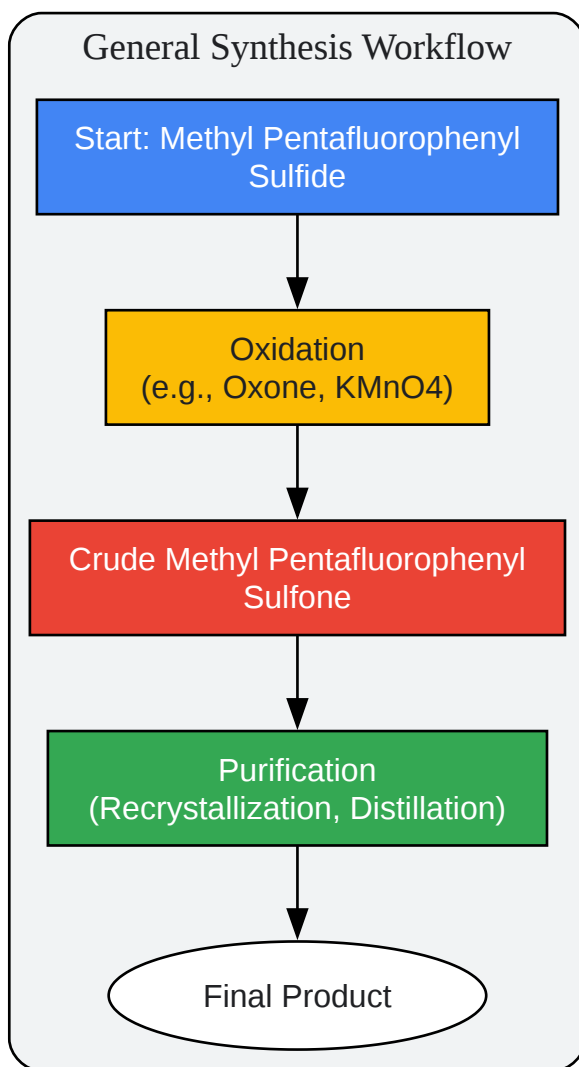 General Synthesis Workflow
Start: Methyl Pentafluorophenyl
Sulfide
Oxidation
(e.g., Oxone, KMnO4)
Crude Methyl Pentafluorophenyl
Sulfone
Purification
(Recrystallization, Distillation)
Final Product